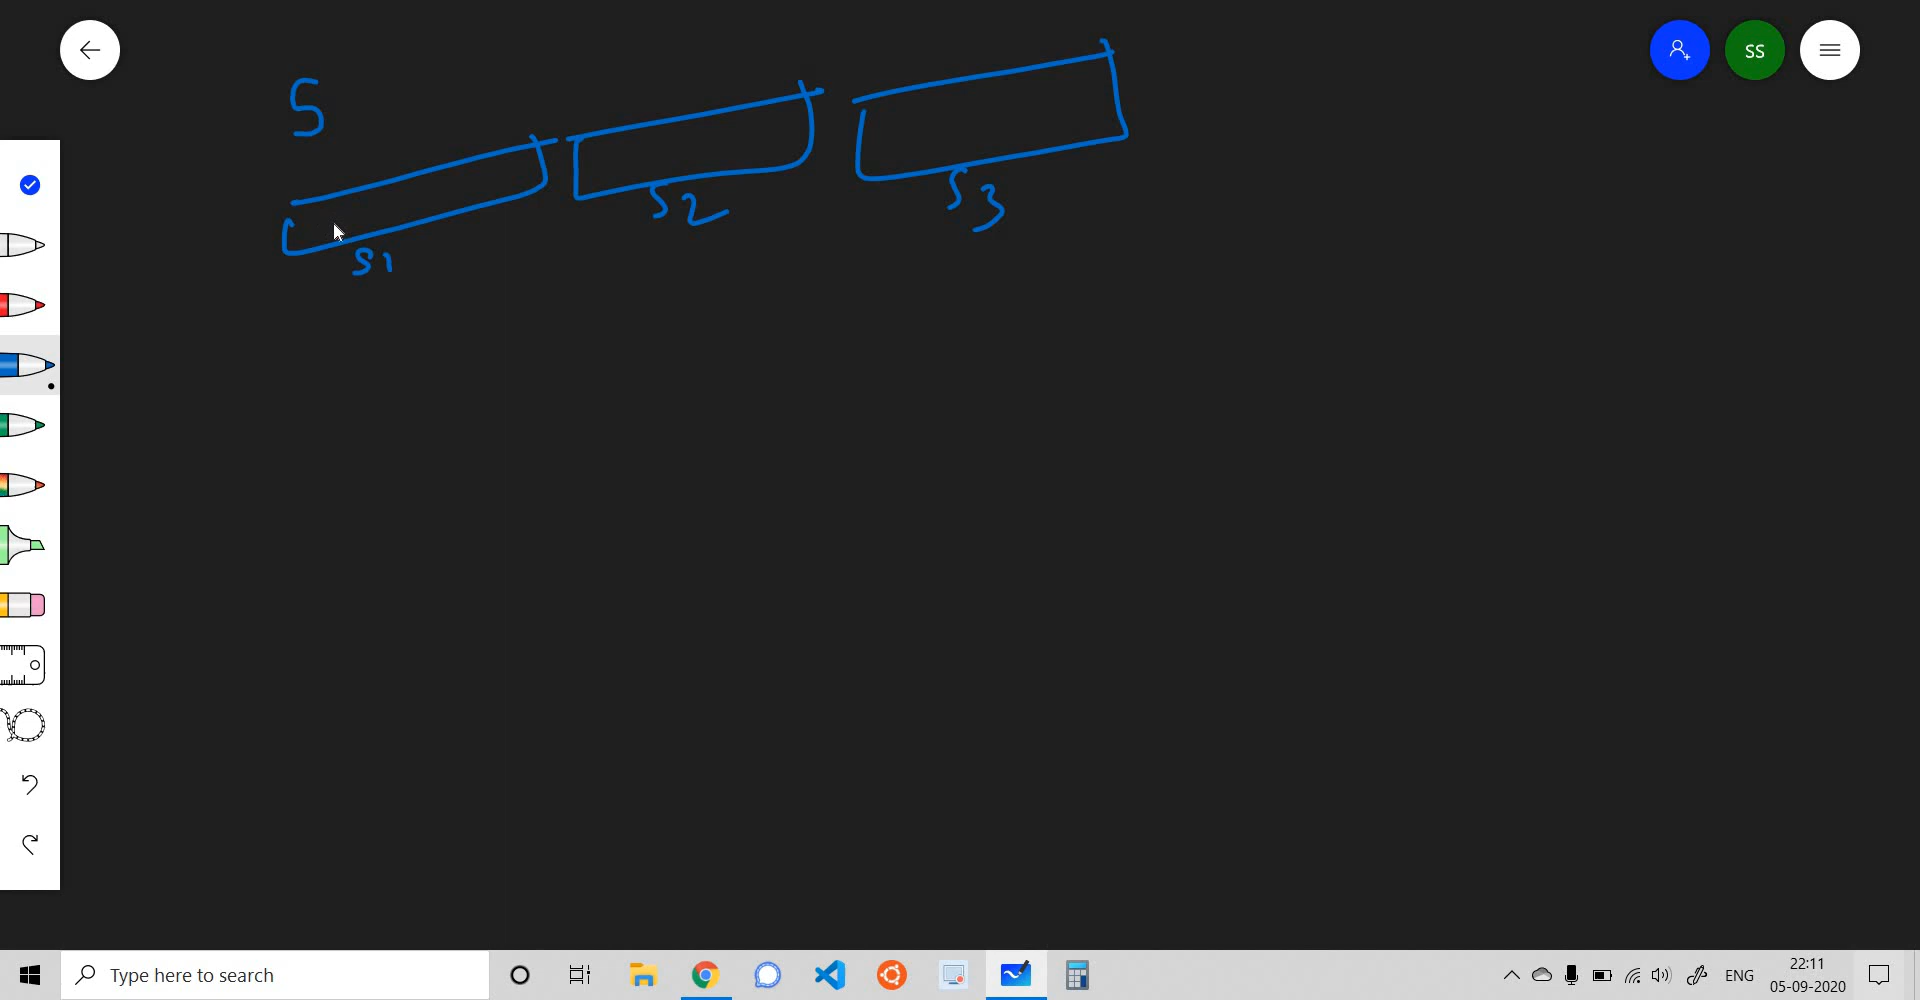 SS
S
S1
S2
S3
Type here to search
ENG
22:11
05-09-2020